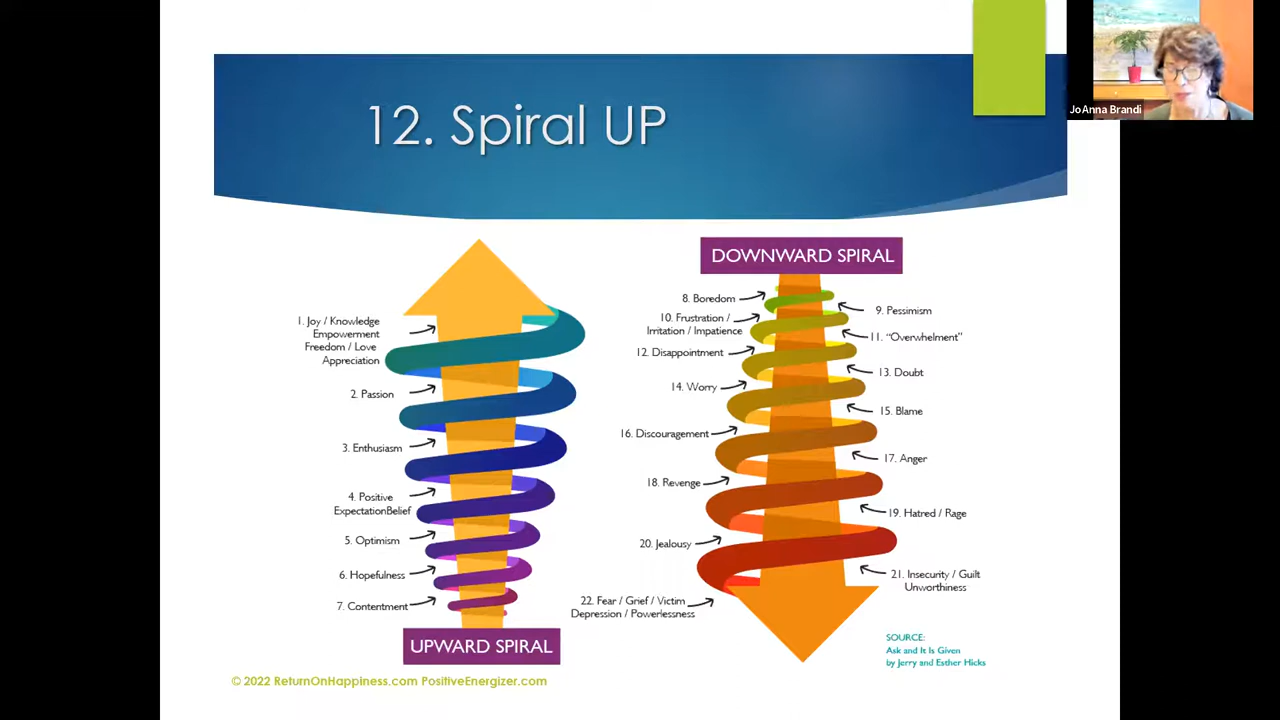 12. Spiral UP
JoAnna Brandi
1. Joy / Knowledge
Empowerment
Freedom / Love
Appreciation
2. Passion
3. Enthusiasm
4. Positive
ExpectationBelief
5. Optimism
6. Hopefulness
7. Contentment
UPWARD SPIRAL
DOWNWARD SPIRAL
8. Boredom
9. Pessimism
10. Frustration /
Irritation / Impatience
11. “Overwhelment”
12. Disappointment
13. Doubt
14. Worry
15. Blame
16. Discouragement
17. Anger
18. Revenge
19. Hatred / Rage
20. Jealousy
21. Insecurity / Guilt
Unworthiness
22. Fear / Grief / Victim
Depression / Powerlessness
SOURCE:
Ask and It Is Given
by Jerry and Esther Hicks
© 2022 ReturnOnHappiness.com PositiveEnergizer.com